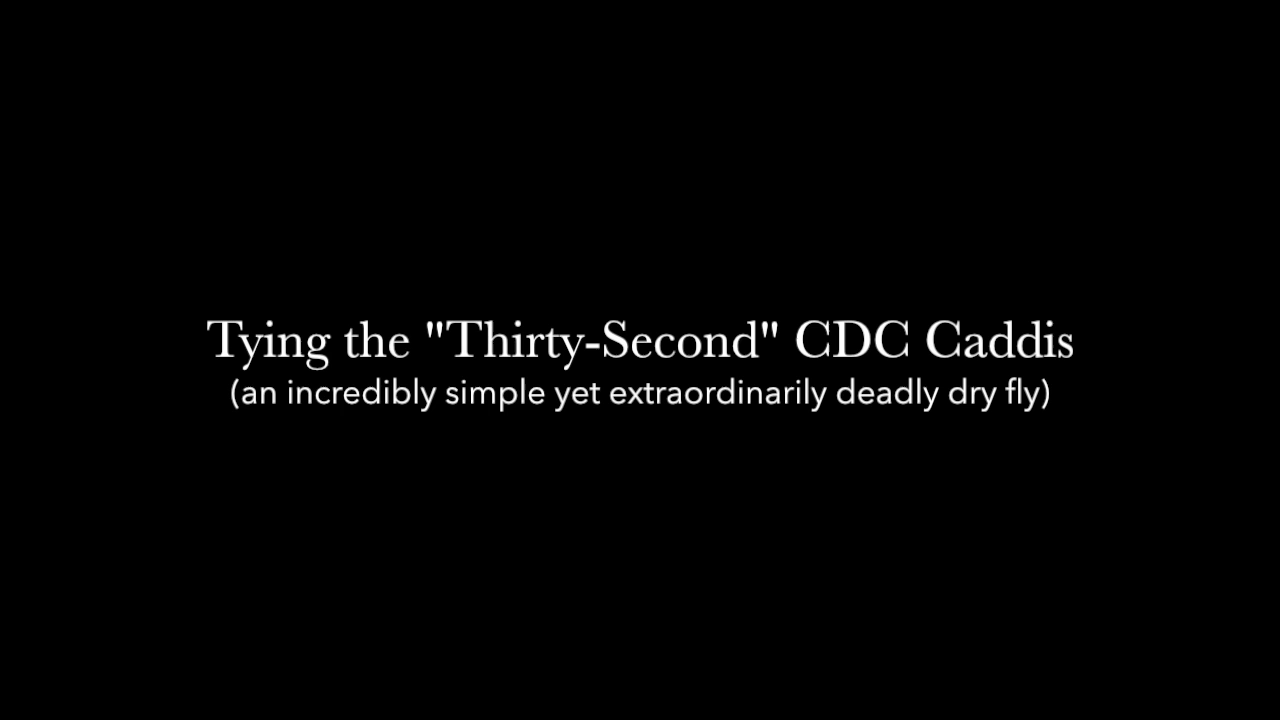 Tying the "Thirty-Second" CDC Caddis
(an incredibly simple yet extraordinarily deadly dry fly)